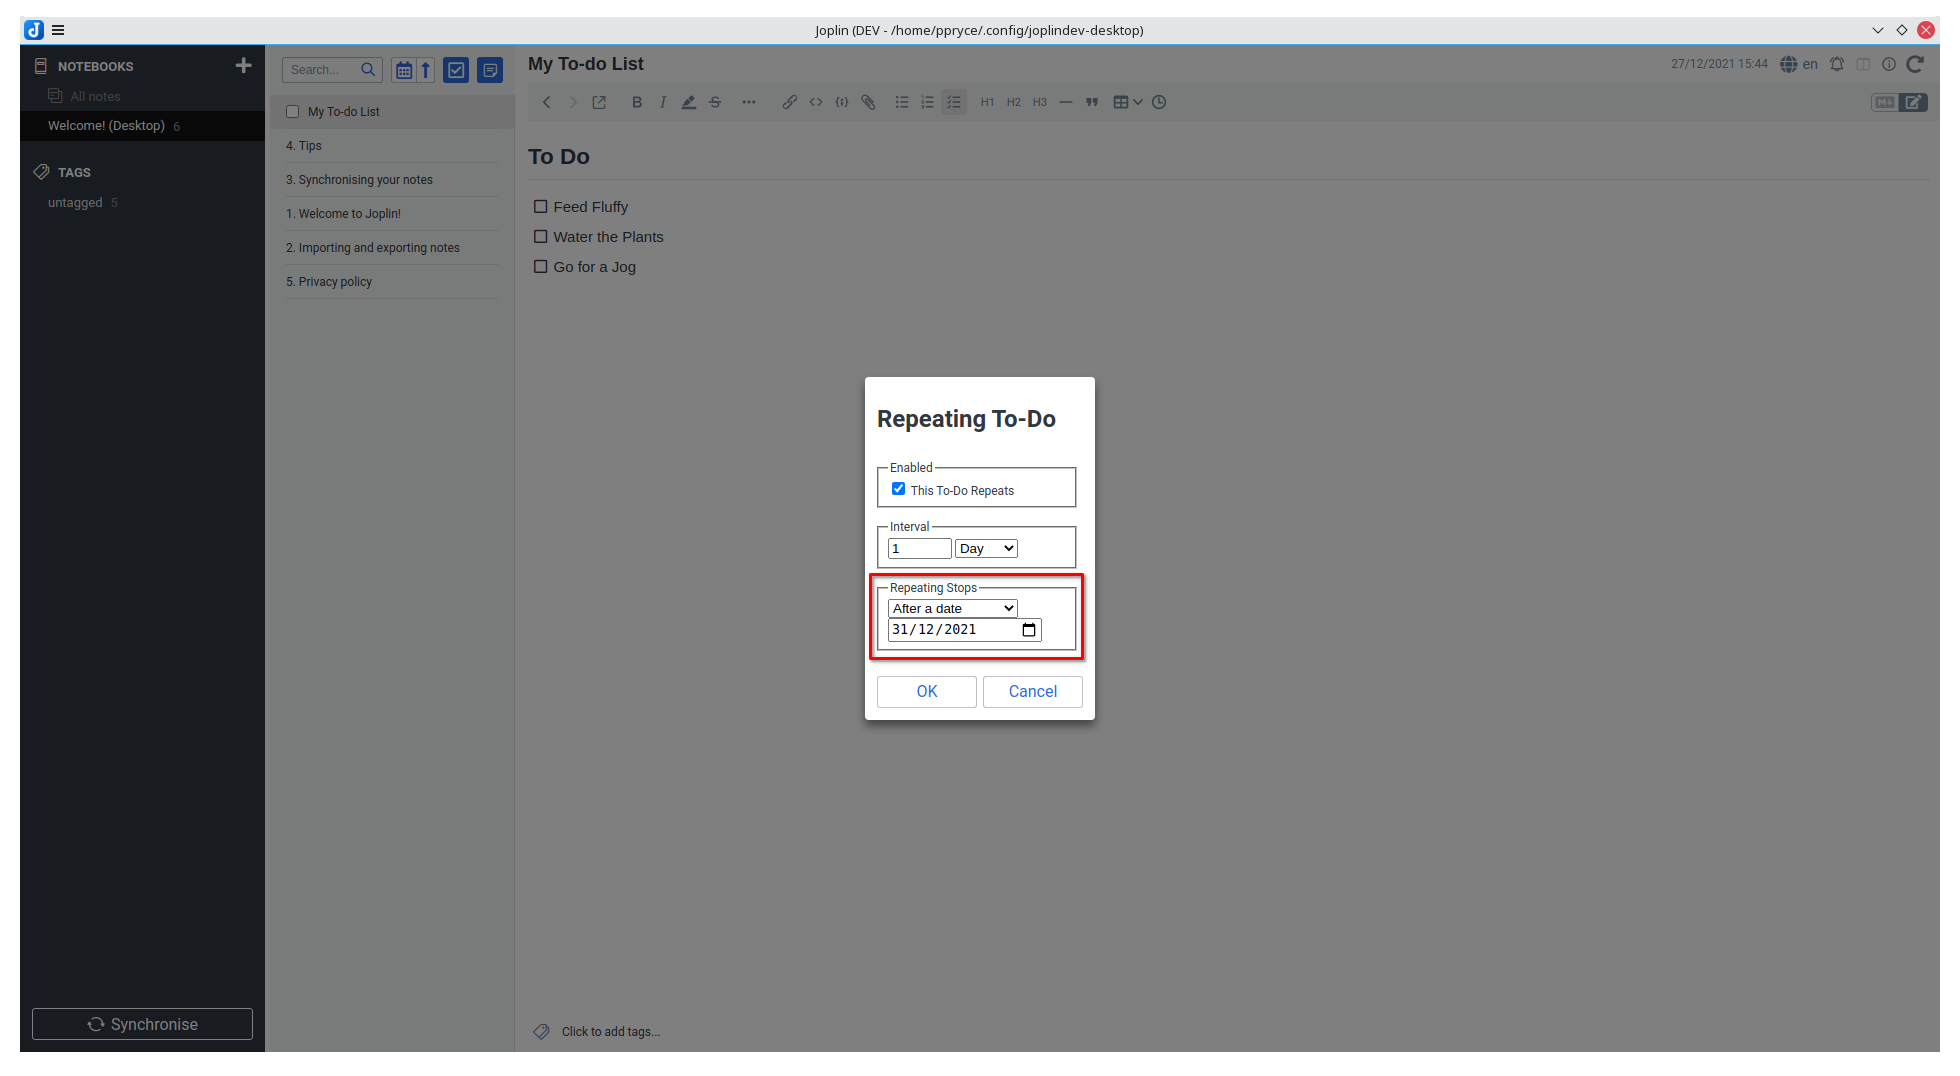 Joplin (DEV - /home/ppryce/.config/joplindev-desktop)
NOTEBOOKS
All notes
Welcome! (Desktop) 6
TAGS
untagged 5
Synchronise
Search...
My To-do List
4. Tips
3. Synchronising your notes
1. Welcome to Joplin!
2. Importing and exporting notes
5. Privacy policy
My To-do List
27/12/2021 15:44 en
B I S H1 H2 H3
To Do
Feed Fluffy
Water the Plants
Go for a Jog
Click to add tags...
Repeating To-Do
Enabled
This To-Do Repeats
Interval
1 Day
Repeating Stops
After a date
31/12/2021
OK Cancel